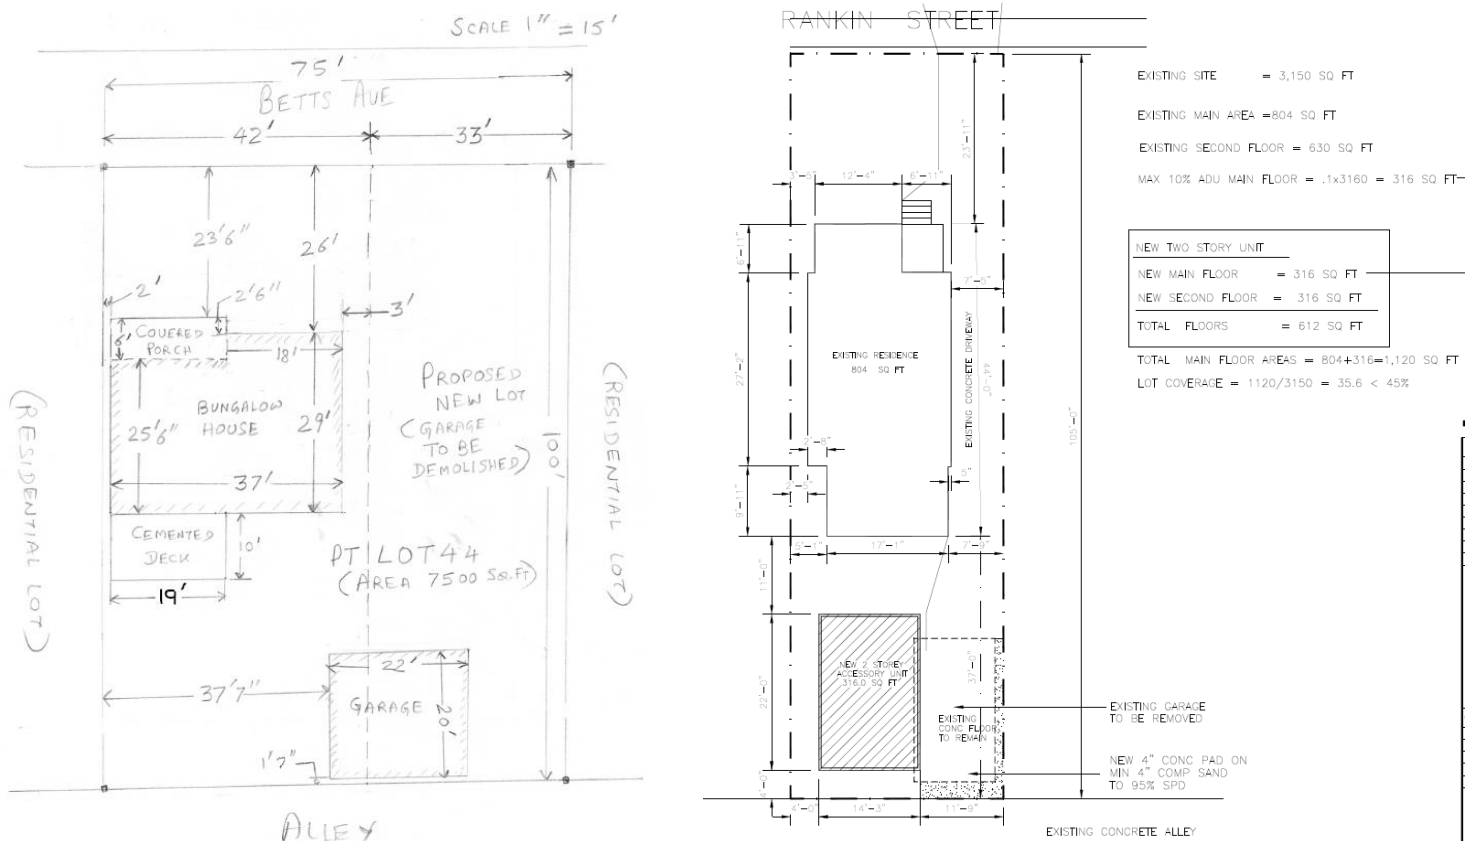 SCALE 1" = 15'
75'
BETTS AVE
42'
33'
23'6"
26'
2'
2'6"
3'
6'
COVERED
PORCH
18'
BUNGALOW
HOUSE
25'6"
29'
37'
PROPOSED
NEW LOT
(GARAGE
TO BE
DEMOLISHED)
100'
(RESIDENTIAL LOT)
(RESIDENTIAL LOT)
CEMENTED
DECK
10'
19'
PT LOT 44
(AREA 7500 SQ.FT)
22'
37'7"
GARAGE
20'
1'7"
ALLEY
RANKIN STREET
23'-11"
3'-5"
12'-4"
6'-11"
6'-11"
7'-5"
27'-2"
EXISTING RESIDENCE
804 SQ FT
EXISTING CONCRETE DRIVEWAY
44'-0"
105'-0"
2'-8"
2'-5"
5'
9'-11"
5'-1"
17'-1"
7'-9"
11'-0"
22'-0"
NEW 2 STOREY
ACCESSORY UNIT
316.0 SQ FT
37'-0"
EXISTING
CONC FLOOR
TO REMAIN
4'-0"
4'-0"
14'-3"
11'-9"
EXISTING GARAGE
TO BE REMOVED
NEW 4" CONC PAD ON
MIN 4" COMP SAND
TO 95% SPD
EXISTING CONCRETE ALLEY
EXISTING SITE = 3,150 SQ FT
EXISTING MAIN AREA =804 SQ FT
EXISTING SECOND FLOOR = 630 SQ FT
MAX 10% ADU MAIN FLOOR = .1x3160 = 316 SQ FT
NEW TWO STORY UNIT
NEW MAIN FLOOR = 316 SQ FT
NEW SECOND FLOOR = 316 SQ FT
TOTAL FLOORS = 612 SQ FT
TOTAL MAIN FLOOR AREAS = 804+316=1,120 SQ FT
LOT COVERAGE = 1120/3150 = 35.6 < 45%